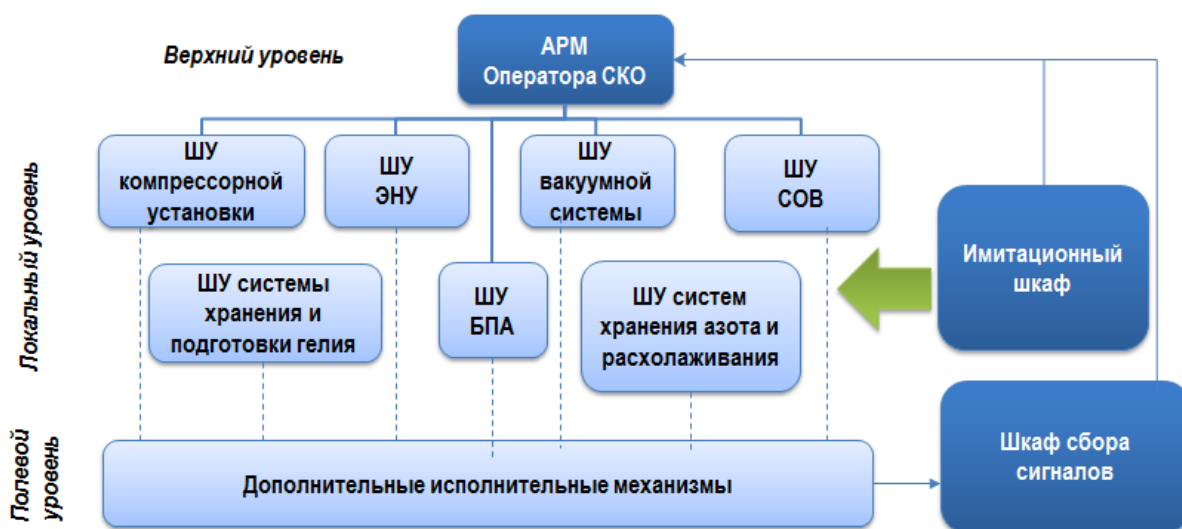 Верхний уровень
АРМ
Оператора СКО
Локальный уровень
ШУ
компрессорной
установки
ШУ
ЭНУ
ШУ
вакуумной
системы
ШУ
СОВ
ШУ системы
хранения и
подготовки гелия
ШУ
БПА
ШУ систем
хранения азота и
расхолаживания
Имитационный
шкаф
Полевой
уровень
Дополнительные исполнительные механизмы
Шкаф сбора
сигналов